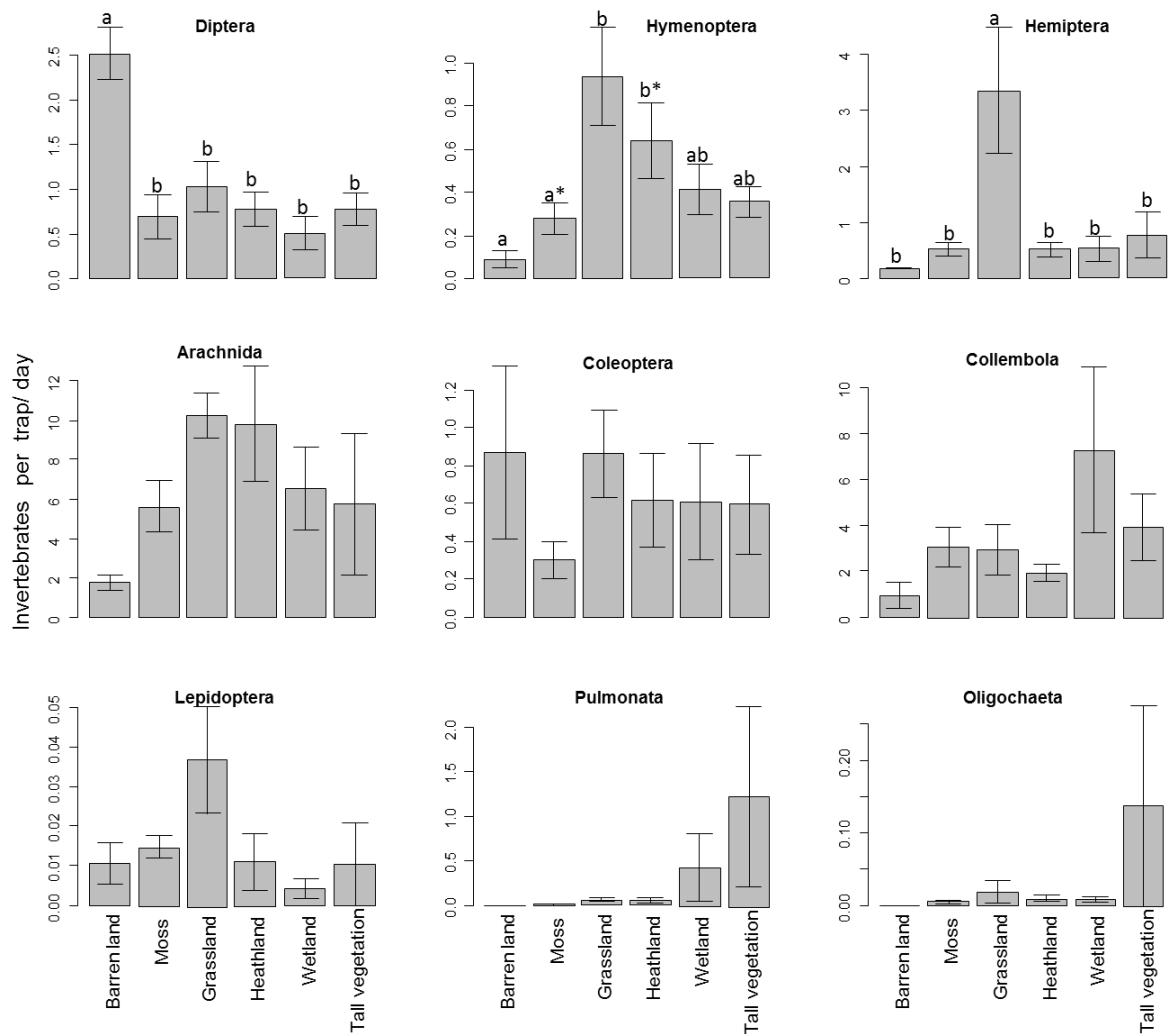 Invertebrates per trap/ day
Diptera
2.5
2.0
1.5
1.0
0.5
0.0
a
b
b
b
b
b
Hymenoptera
1.0
0.8
0.6
0.4
0.2
0.0
a
a*
b
b*
ab
ab
Hemiptera
4
3
2
1
0
b
b
a
b
b
b
Arachnida
12
10
8
6
4
2
0
Coleoptera
1.2
1.0
0.8
0.6
0.4
0.2
0.0
Collembola
10
8
6
4
2
0
Lepidoptera
0.05
0.04
0.03
0.02
0.01
0.00
Barren land
Moss
Grassland
Heathland
Wetland
Tall vegetation
Pulmonata
2.0
1.5
1.0
0.5
0.0
Barren land
Moss
Grassland
Heathland
Wetland
Tall vegetation
Oligochaeta
0.20
0.10
0.00
Barren land
Moss
Grassland
Heathland
Wetland
Tall vegetation